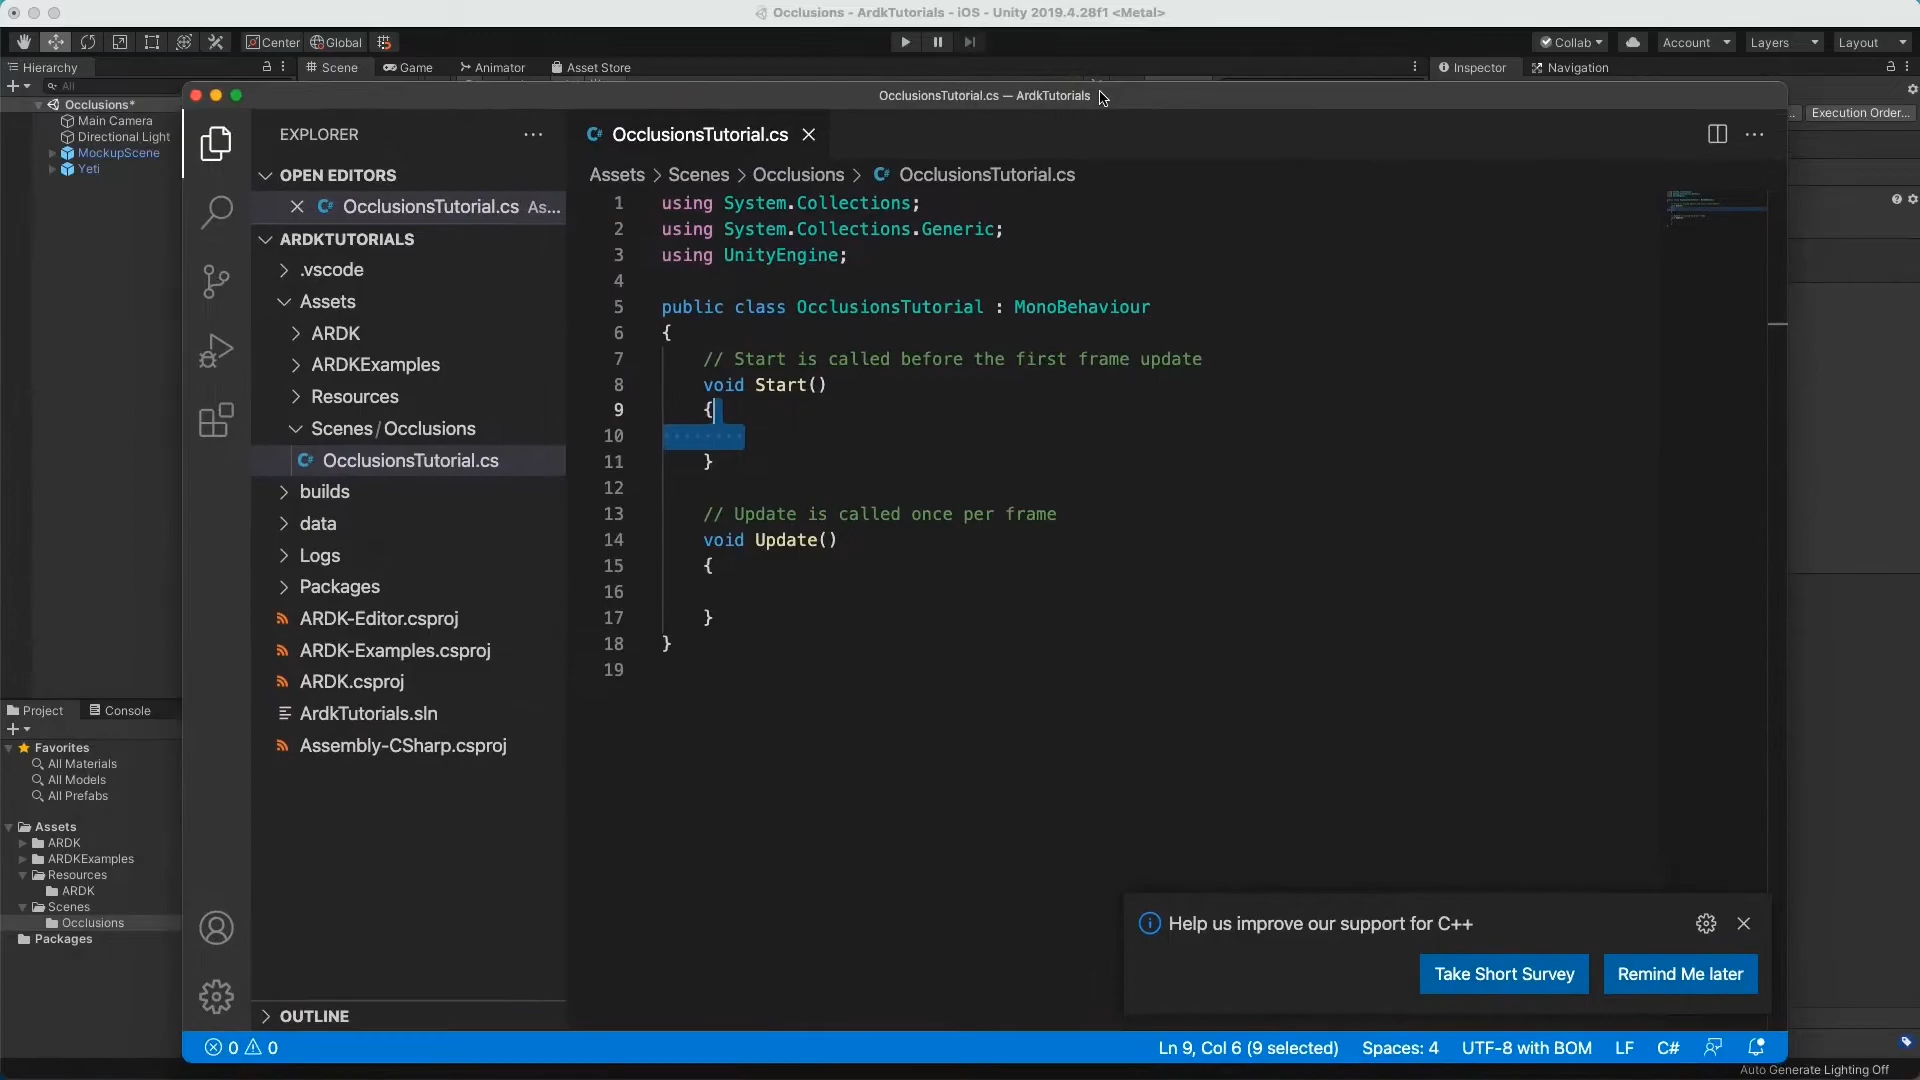 Occlusions - ArdkTutorials - iOS - Unity 2019.4.28f1 <Metal>
Center Global
Collab Account Layers Layout
Hierarchy Scene Game Animator Asset Store Inspector Navigation
All
Occlusions*
Main Camera
Directional Light
MockupScene
Yeti
Execution Order...
OcclusionsTutorial.cs — ArdkTutorials
EXPLORER
OPEN EDITORS
OcclusionsTutorial.cs As...
ARDKTUTORIALS
.vscode
Assets
ARDK
ARDKExamples
Resources
Scenes / Occlusions
OcclusionsTutorial.cs
builds
data
Logs
Packages
ARDK-Editor.csproj
ARDK-Examples.csproj
ARDK.csproj
ArdkTutorials.sln
Assembly-CSharp.csproj
OUTLINE
OcclusionsTutorial.cs
Assets > Scenes > Occlusions > OcclusionsTutorial.cs
1 using System.Collections;
2 using System.Collections.Generic;
3 using UnityEngine;
4
5 public class OcclusionsTutorial : MonoBehaviour
6 {
7 // Start is called before the first frame update
8 void Start()
9 {
10
11 }
12
13 // Update is called once per frame
14 void Update()
15 {
16
17 }
18 }
19
Help us improve our support for C++
Take Short Survey Remind Me later
0 0 Ln 9, Col 6 (9 selected) Spaces: 4 UTF-8 with BOM LF C#
Project Console
Favorites
All Materials
All Models
All Prefabs
Assets
ARDK
ARDKExamples
Resources
ARDK
Scenes
Occlusions
Packages
Auto Generate Lighting Off